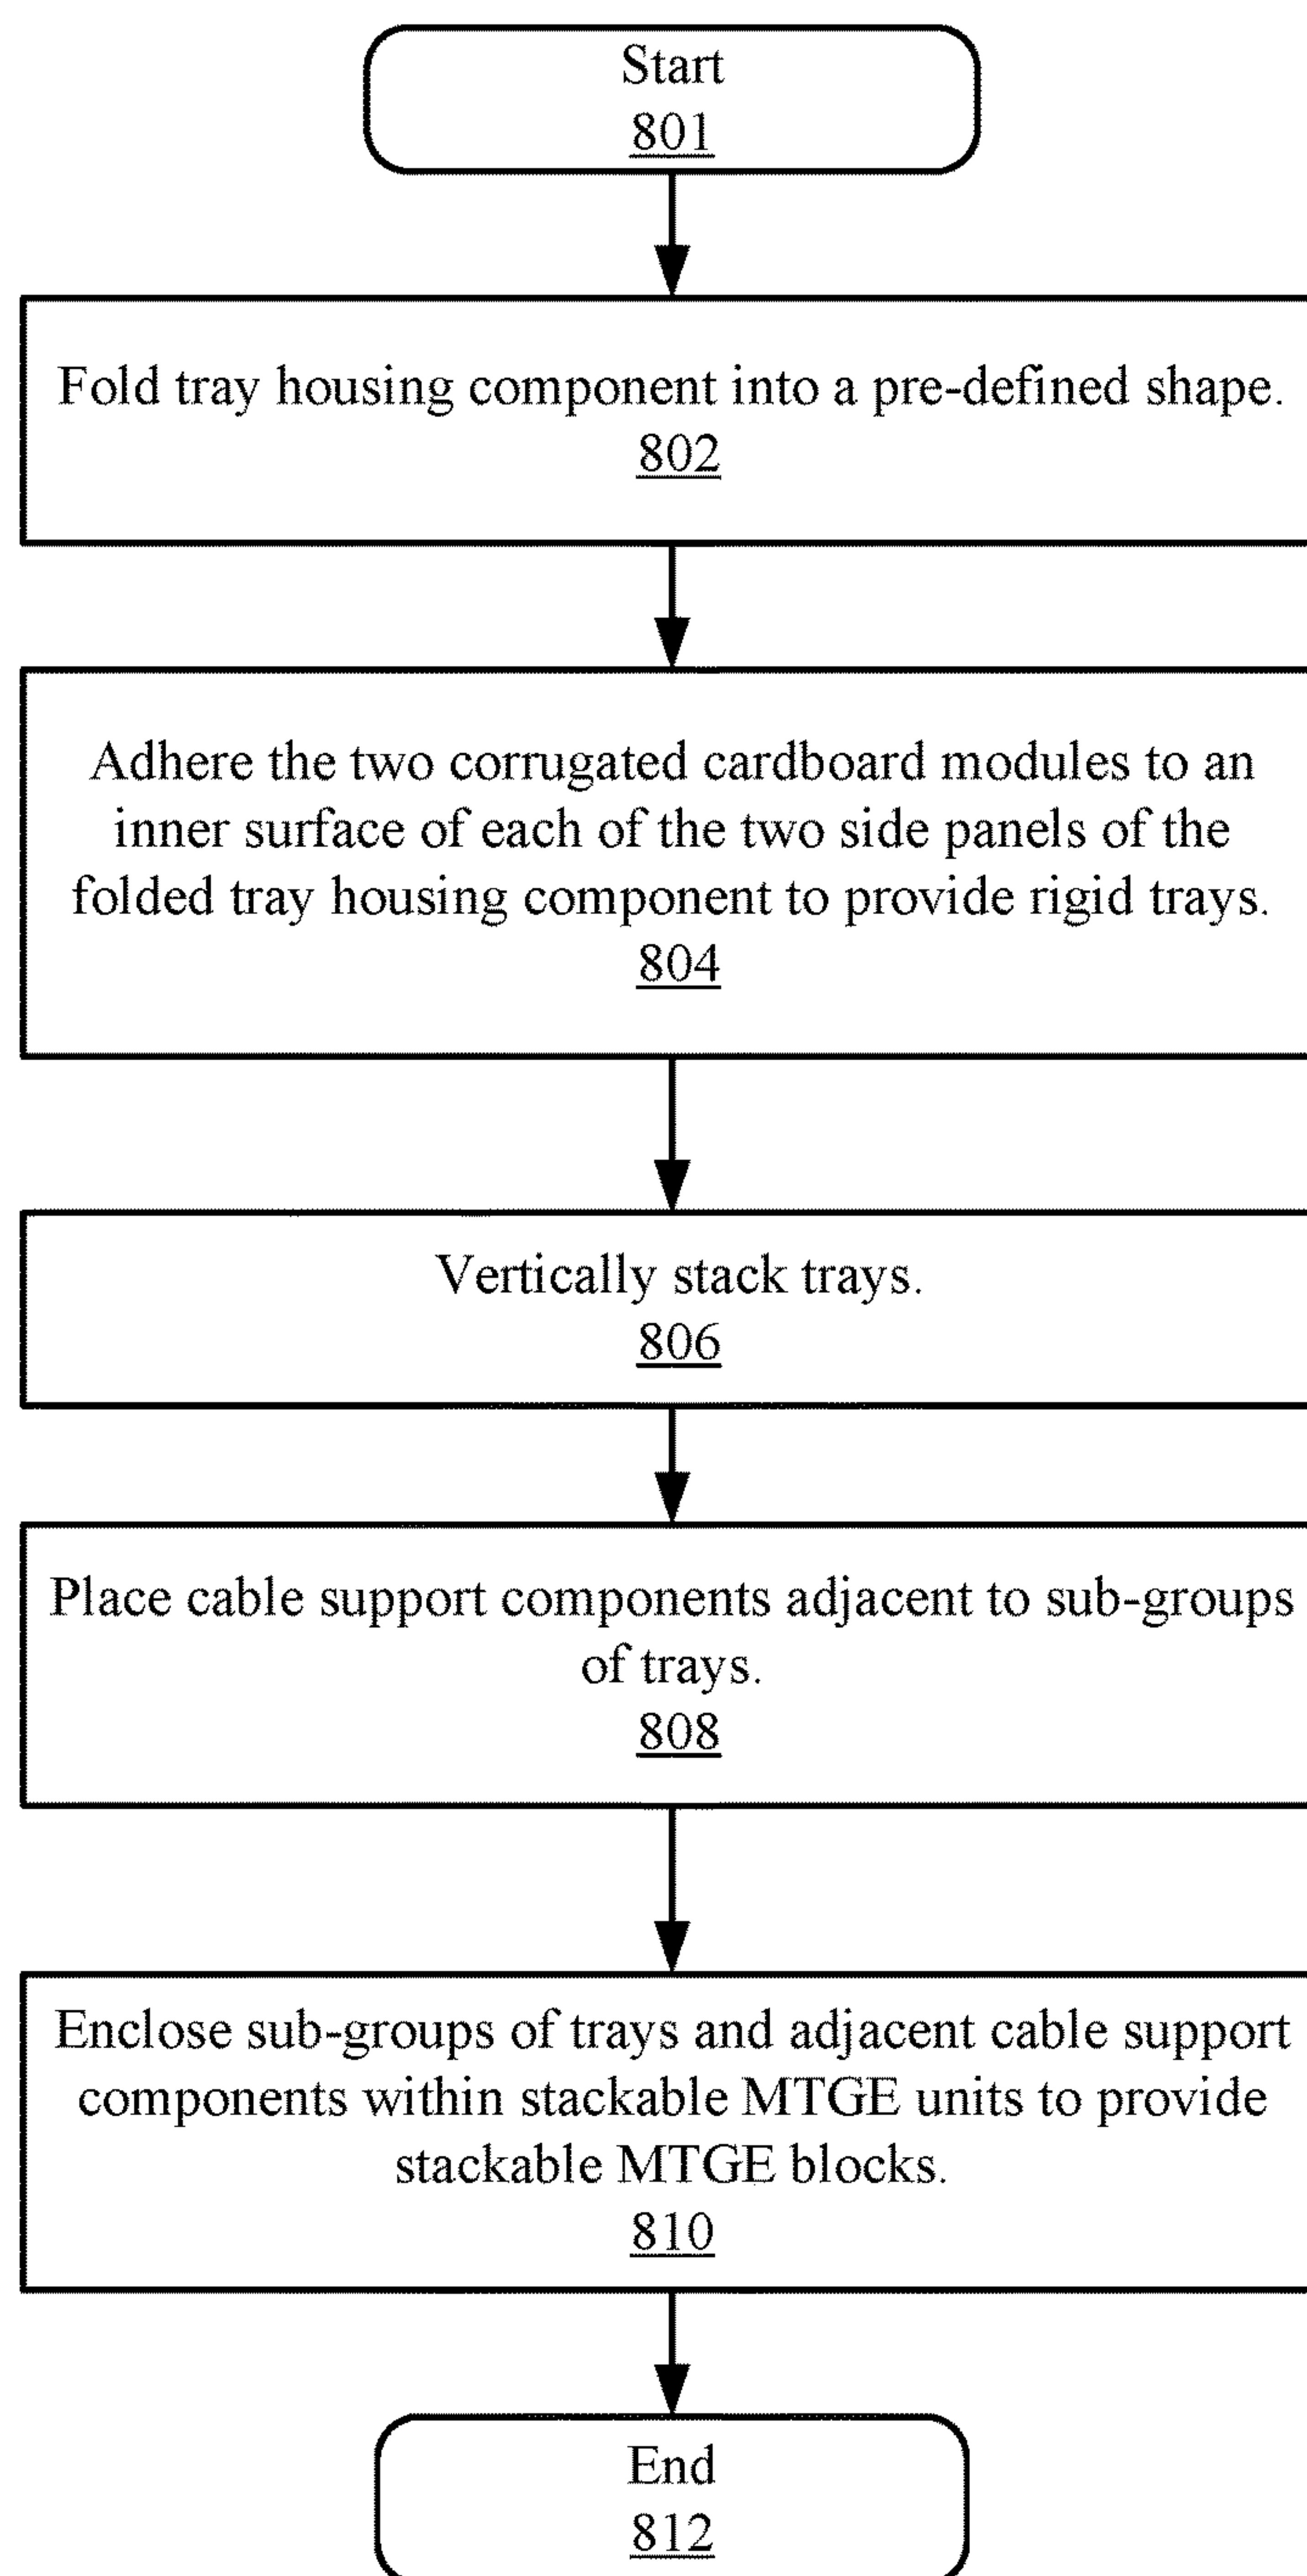 Start
801
Fold tray housing component into a pre-defined shape.
802
Adhere the two corrugated cardboard modules to an
inner surface of each of the two side panels of the
folded tray housing component to provide rigid trays.
804
Vertically stack trays.
806
Place cable support components adjacent to sub-groups
of trays.
808
Enclose sub-groups of trays and adjacent cable support
components within stackable MTGE units to provide
stackable MTGE blocks.
810
End
812